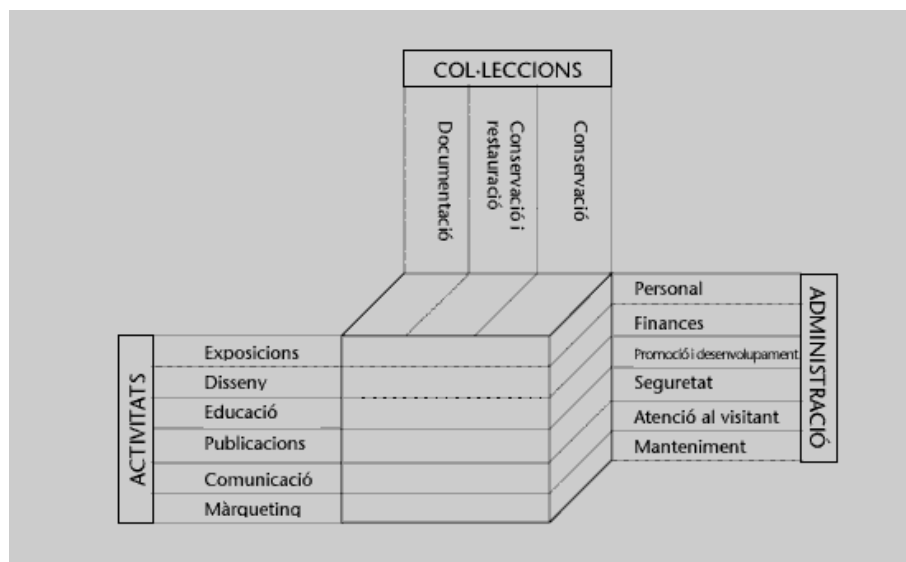 COL·LECCIONS
Documentació
Conservació i
restauració
Conservació
ACTIVITATS
Exposicions
Disseny
Educació
Publicacions
Comunicació
Màrqueting
Personal
Finances
Promoció i desenvolupament
Seguretat
Atenció al visitant
Manteniment
ADMINISTRACIÓ